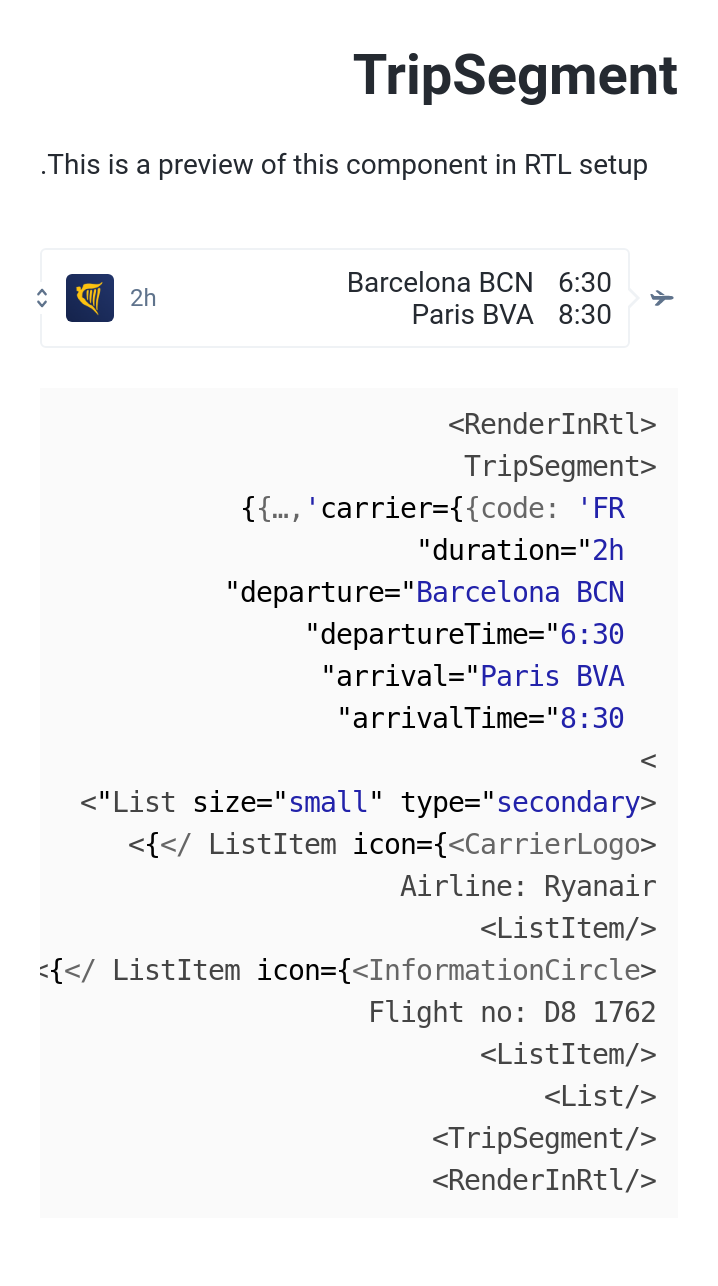 TripSegment
.This is a preview of this component in RTL setup
Barcelona BCN 6:30
Paris BVA 8:30
2h
<RenderInRtl>
TripSegment>
{{…,'carrier={{code: 'FR
"duration="2h
"departure="Barcelona BCN
"departureTime="6:30
"arrival="Paris BVA
"arrivalTime="8:30
<
<"List size="small" type="secondary>
<{</ ListItem icon={<CarrierLogo>
Airline: Ryanair
<ListItem/>
<{</ ListItem icon={<InformationCircle>
Flight no: D8 1762
<ListItem/>
<List/>
<TripSegment/>
<RenderInRtl/>